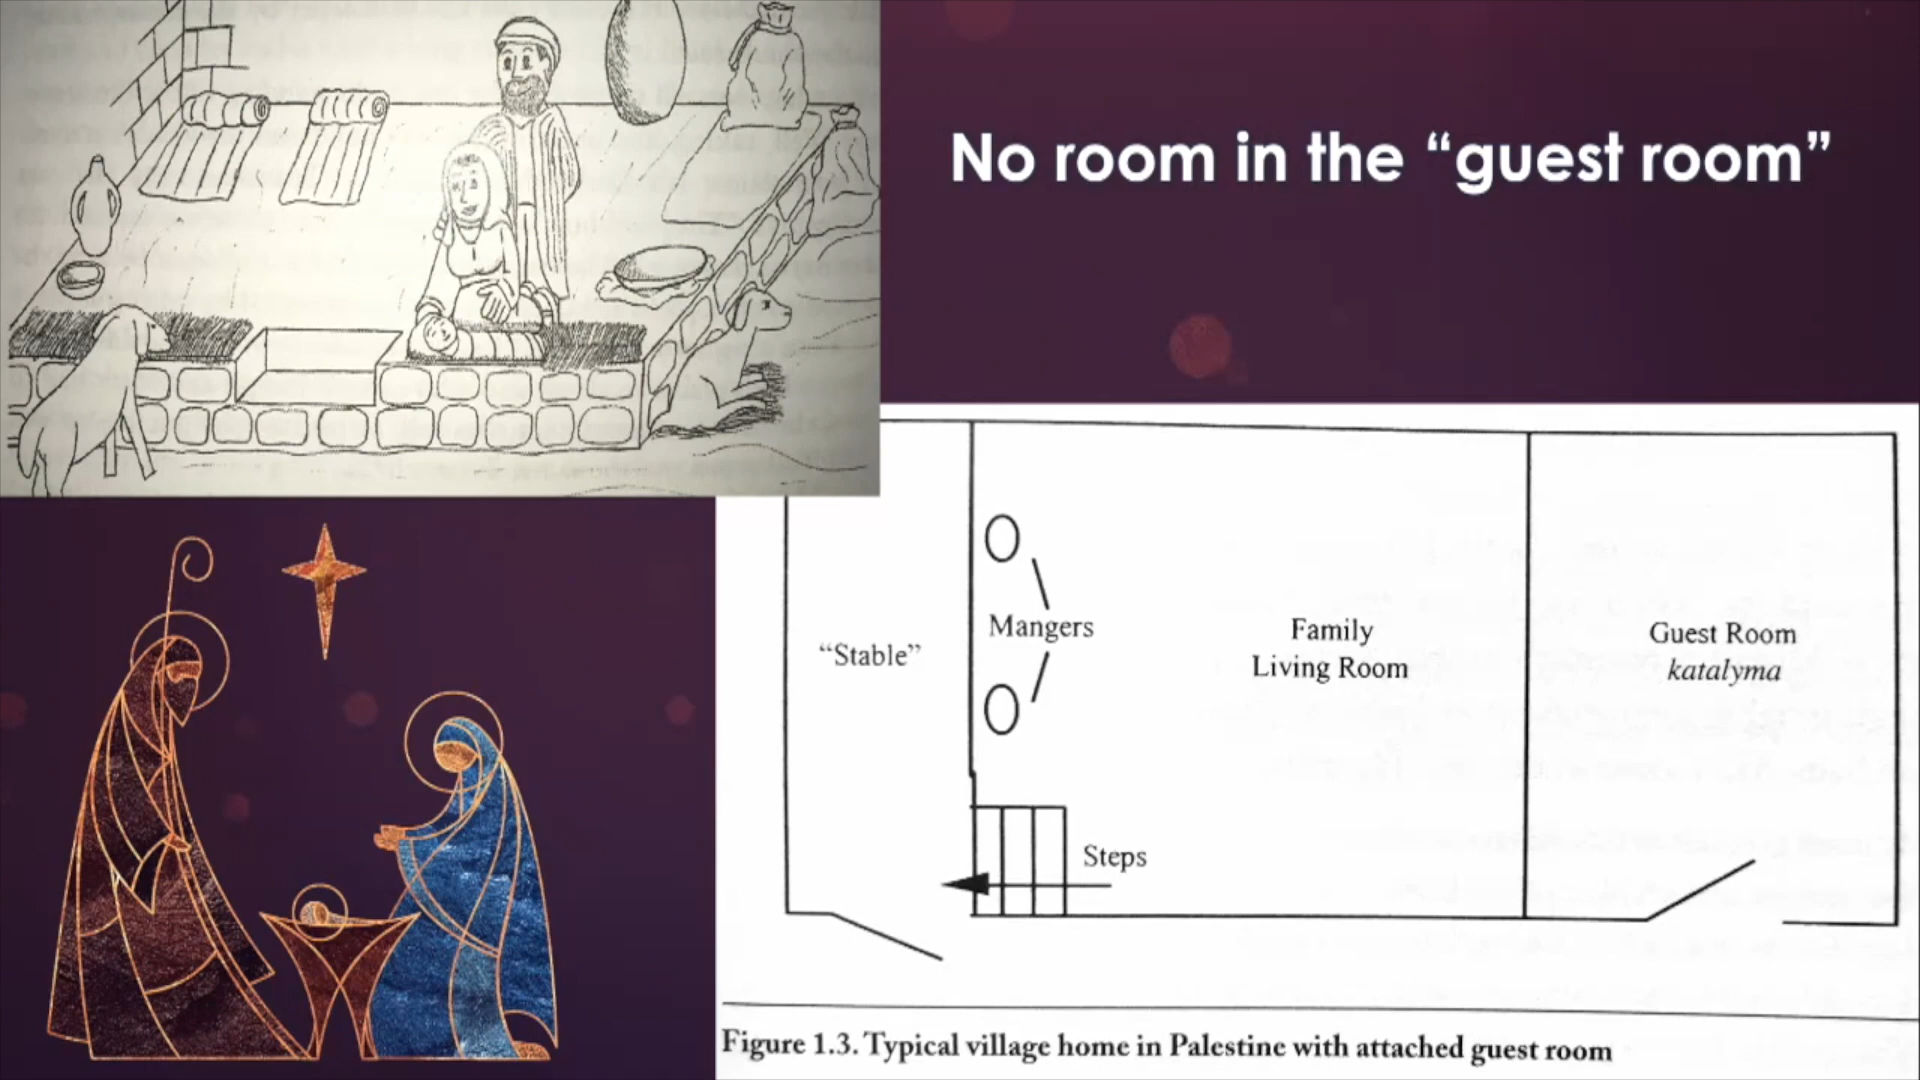 No room in the “guest room”
“Stable”
Mangers
Family
Living Room
Guest Room
katalyma
Steps
Figure 1.3. Typical village home in Palestine with attached guest room